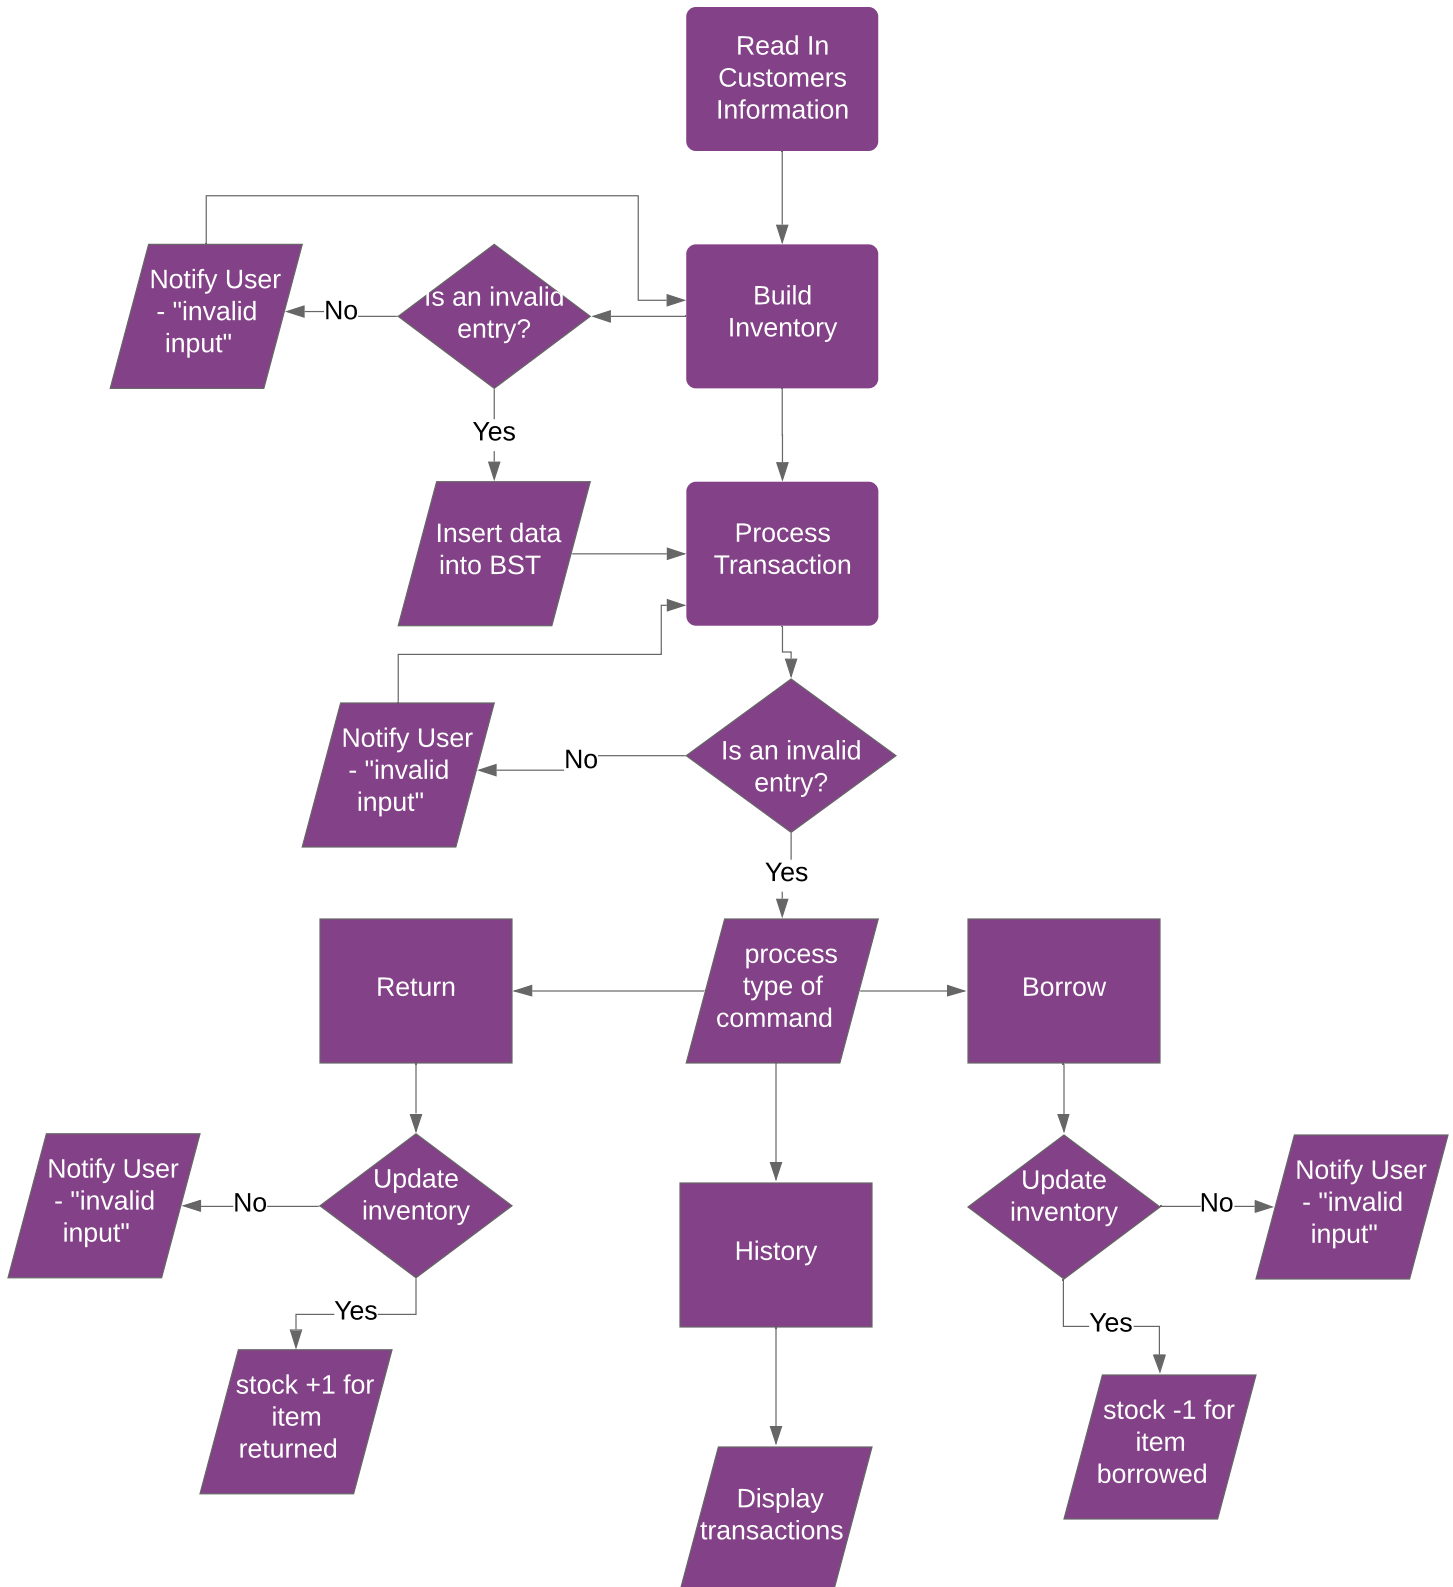 Read In
Customers
Information
Notify User
- "invalid
input"
No
Is an invalid
entry?
Build
Inventory
Yes
Insert data
into BST
Process
Transaction
Notify User
- "invalid
input"
No
Is an invalid
entry?
Yes
Return
process
type of
command
Borrow
Notify User
- "invalid
input"
No
Update
inventory
Update
inventory
No
Notify User
- "invalid
input"
History
Yes
Yes
stock +1 for
item
returned
stock -1 for
item
borrowed
Display
transactions